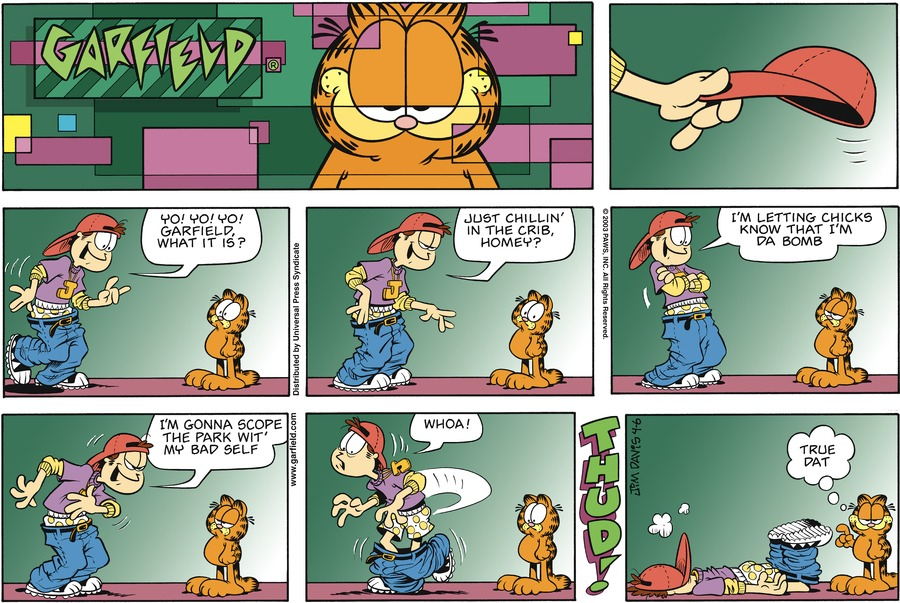 GARFIELD®
YO! YO! YO!
GARFIELD,
WHAT IT IS?
Distributed by Universal Press Syndicate
JUST CHILLIN'
IN THE CRIB,
HOMEY?
© 2003 PAWS, INC. All Rights Reserved.
I'M LETTING CHICKS
KNOW THAT I'M
DA BOMB
I'M GONNA SCOPE
THE PARK WIT'
MY BAD SELF
www.garfield.com
WHOA!
THUD!
JIM DAVIS 4-6
TRUE
DAT
J
J